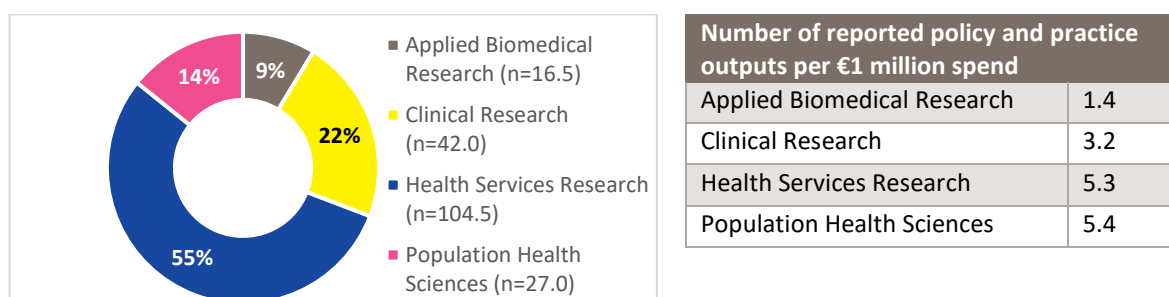 9%
22%
55%
14%
Applied Biomedical
Research (n=16.5)
Clinical Research
(n=42.0)
Health Services Research
(n=104.5)
Population Health
Sciences (n=27.0)
Number of reported policy and practice
outputs per €1 million spend
Applied Biomedical Research 1.4
Clinical Research 3.2
Health Services Research 5.3
Population Health Sciences 5.4